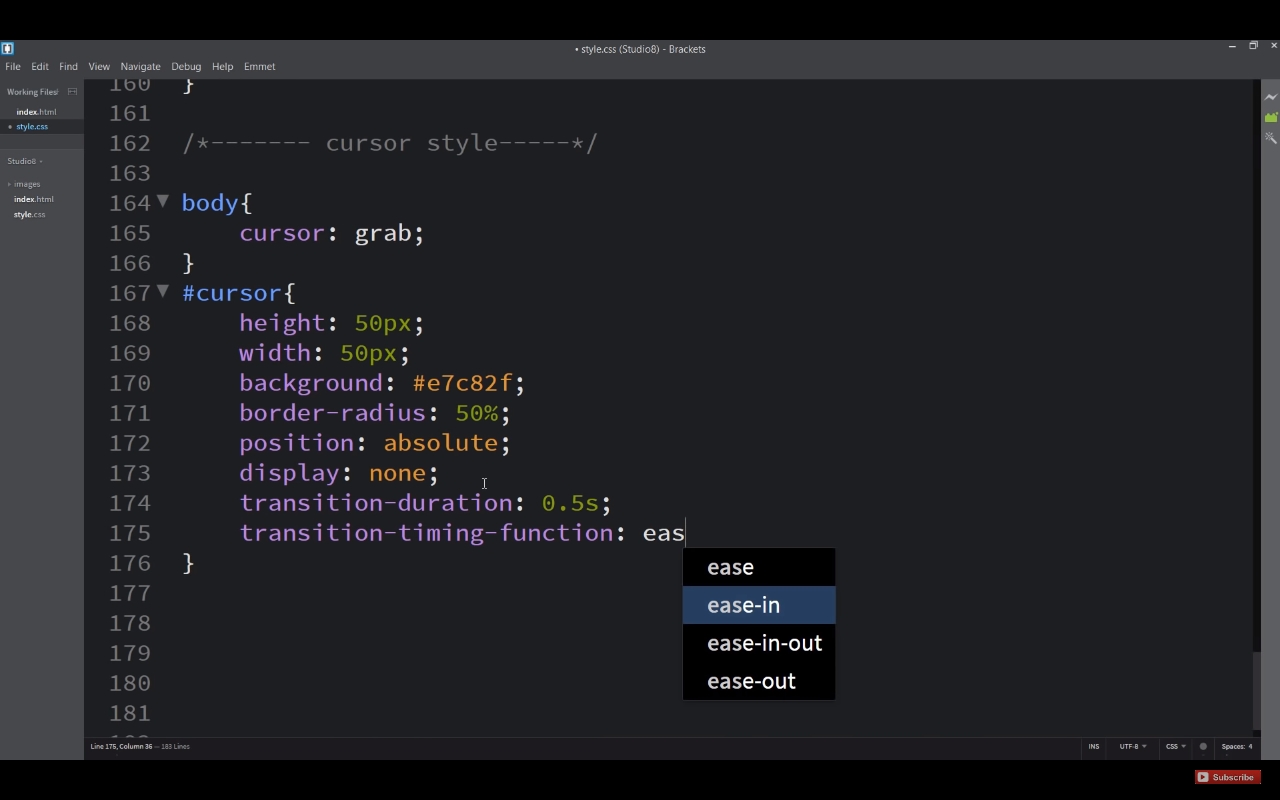 • style.css (Studio8) - Brackets
File Edit Find View Navigate Debug Help Emmet
Working Files
index.html
• style.css
Studio8
images
index.html
style.css
160 }
161
162 /*------- cursor style-----*/
163
164 body{
165 cursor: grab;
166 }
167 #cursor{
168 height: 50px;
169 width: 50px;
170 background: #e7c82f;
171 border-radius: 50%;
172 position: absolute;
173 display: none;
174 transition-duration: 0.5s;
175 transition-timing-function: eas
176 }
177
178
179
180
181
ease
ease-in
ease-in-out
ease-out
Line 175, Column 36 — 183 Lines
INS UTF-8 CSS Spaces: 4
Subscribe